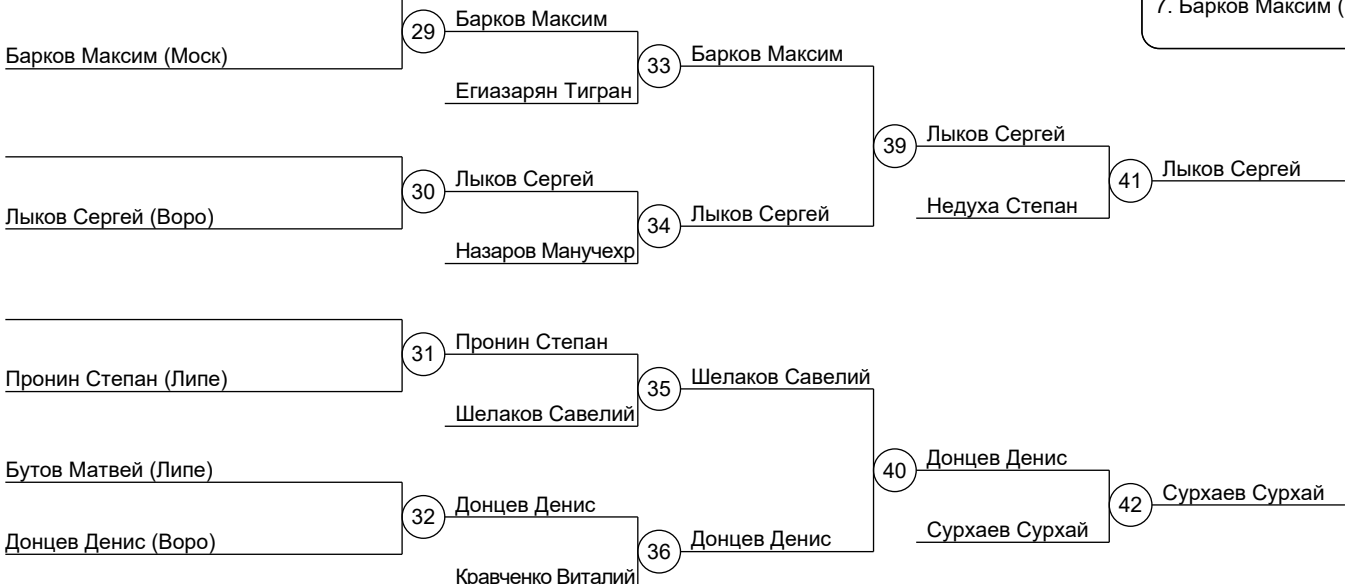 7. Барков Максим (
29
Барков Максим
Барков Максим (Моск)
33
Барков Максим
Егиазарян Тигран
39
Лыков Сергей
30
Лыков Сергей
41
Лыков Сергей
Лыков Сергей (Воро)
34
Лыков Сергей
Недуха Степан
Назаров Манучехр
31
Пронин Степан
Пронин Степан (Липе)
35
Шелаков Савелий
Шелаков Савелий
Бутов Матвей (Липе)
40
Донцев Денис
32
Донцев Денис
42
Сурхаев Сурхай
Донцев Денис (Воро)
36
Донцев Денис
Сурхаев Сурхай
Кравченко Виталий